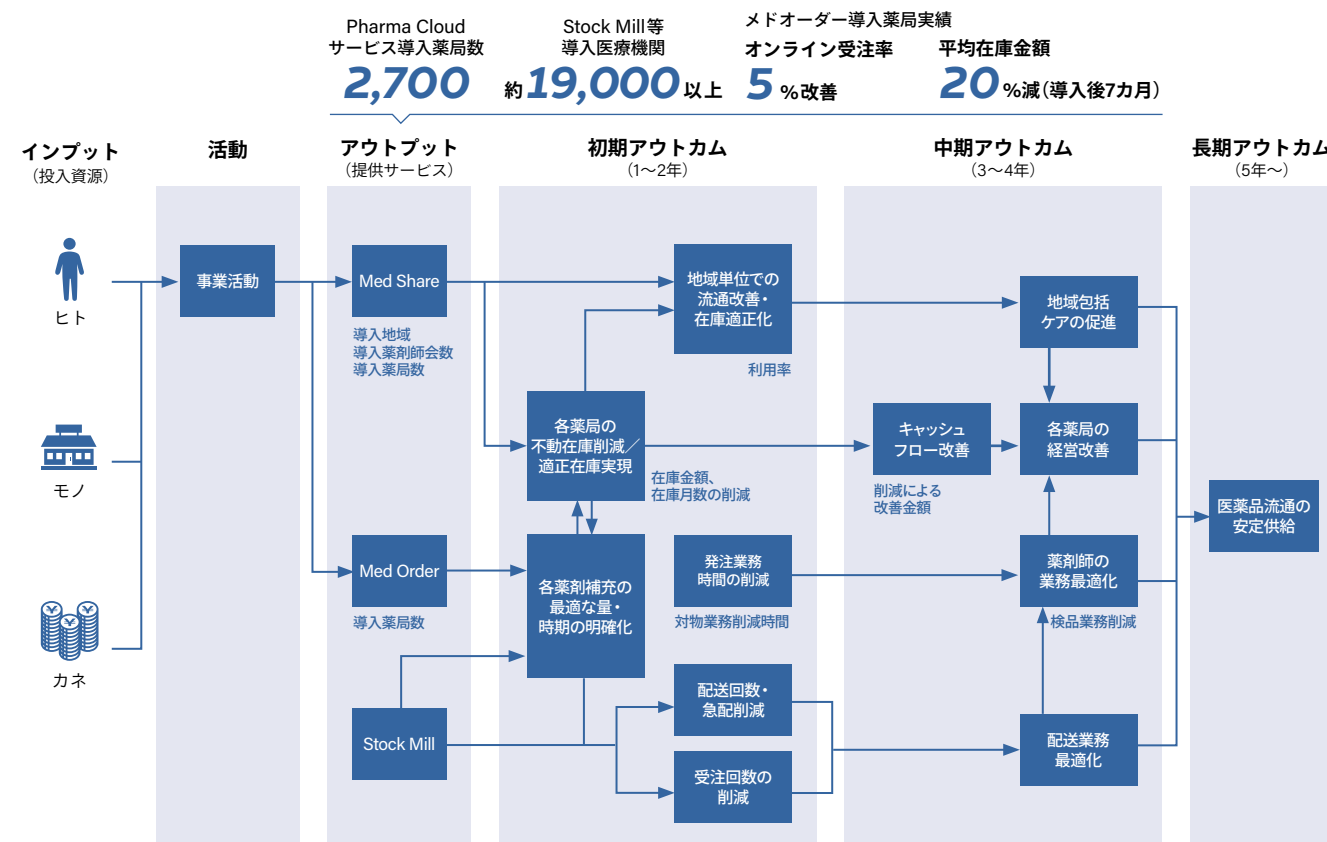 Pharma Cloud
サービス導入薬局数
2,700
Stock Mill等
導入医療機関
約19,000以上
メドオーダー導入薬局実績
オンライン受注率
5%改善
平均在庫金額
20%減(導入後7カ月)
インプット
(投入資源)
活動
アウトプット
(提供サービス)
初期アウトカム
(1〜2年)
中期アウトカム
(3〜4年)
長期アウトカム
(5年〜)
ヒト
モノ
カネ
事業活動
Med Share
導入地域
導入薬剤師会数
導入薬局数
Med Order
導入薬局数
Stock Mill
地域単位での
流通改善・
在庫適正化
利用率
各薬局の
不動在庫削減／
適正在庫実現
在庫金額、
在庫月数の削減
各薬剤補充の
最適な量・
時期の明確化
発注業務
時間の削減
対物業務削減時間
配送回数・
急配削減
受注回数の
削減
地域包括
ケアの促進
キャッシュ
フロー改善
削減による
改善金額
各薬局の
経営改善
薬剤師の
業務最適化
検品業務削減
配送業務
最適化
医薬品流通の
安定供給